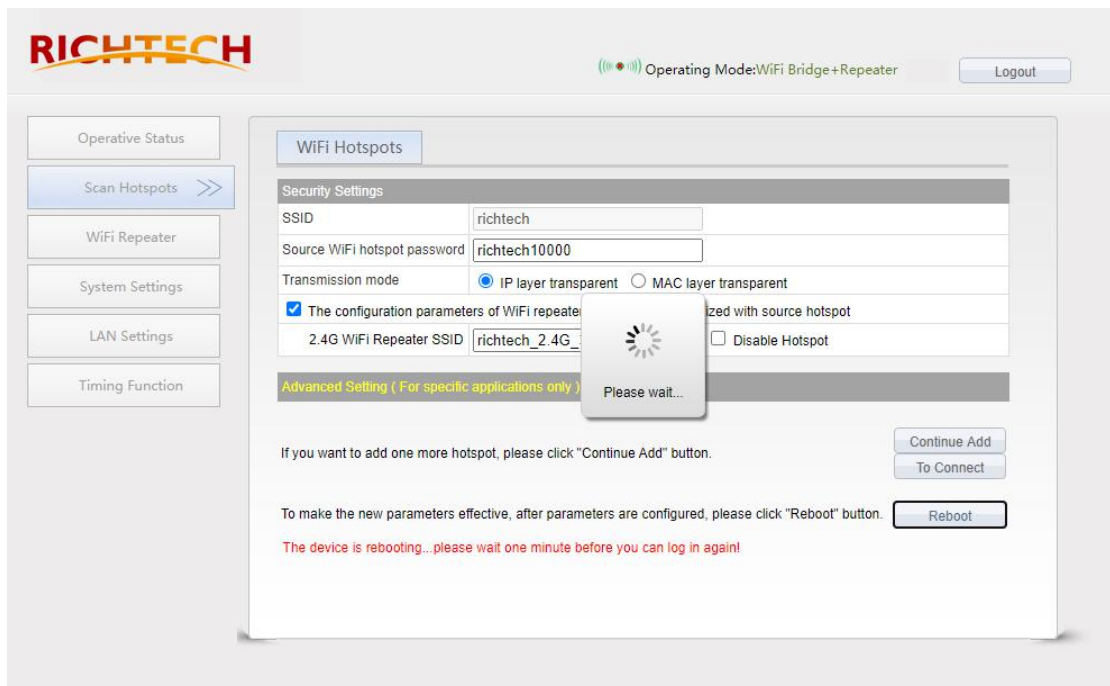 RICHTECH
Operating Mode:WiFi Bridge+Repeater
Logout
Operative Status
Scan Hotspots
WiFi Repeater
System Settings
LAN Settings
Timing Function
WiFi Hotspots
Security Settings
SSID richtech
Source WiFi hotspot password richtech10000
Transmission mode IP layer transparent MAC layer transparent
The configuration parameters of WiFi repeater with source hotspot
2.4G WiFi Repeater SSID richtech_2.4G_ Disable Hotspot
Please wait...
Advanced Setting ( For specific applications only )
If you want to add one more hotspot, please click "Continue Add" button.
Continue Add
To Connect
To make the new parameters effective, after parameters are configured, please click "Reboot" button. Reboot
The device is rebooting...please wait one minute before you can log in again!